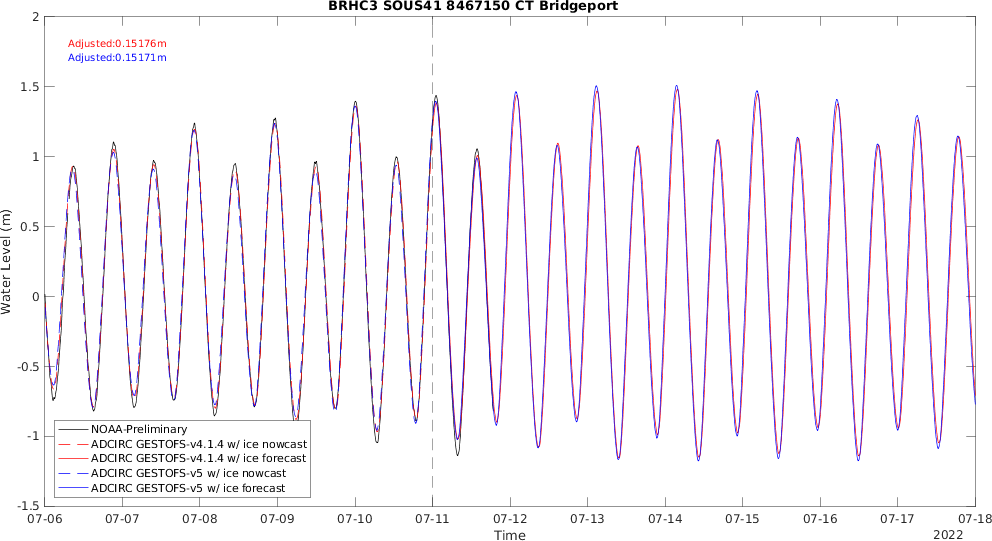 BRHC3 SOUS41 8467150 CT Bridgeport
Adjusted:0.15176m
Adjusted:0.15171m
Water Level (m)
2
1.5
1
0.5
0
-0.5
-1
-1.5
NOAA-Preliminary
ADCIRC GESTOFS-v4.1.4 w/ ice nowcast
ADCIRC GESTOFS-v4.1.4 w/ ice forecast
ADCIRC GESTOFS-v5 w/ ice nowcast
ADCIRC GESTOFS-v5 w/ ice forecast
07-06 07-07 07-08 07-09 07-10 07-11 07-12 07-13 07-14 07-15 07-16 07-17 07-18
Time
2022